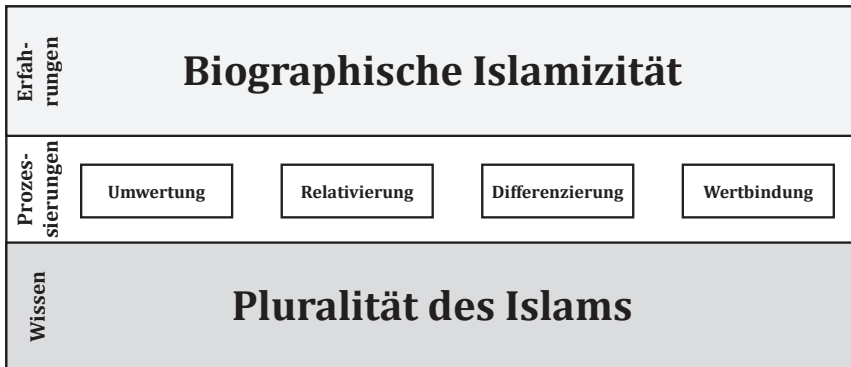 Erfah-
rungen
Biographische Islamizität
Prozes-
sierungen
Umwertung
Relativierung
Differenzierung
Wertbindung
Wissen
Pluralität des Islams